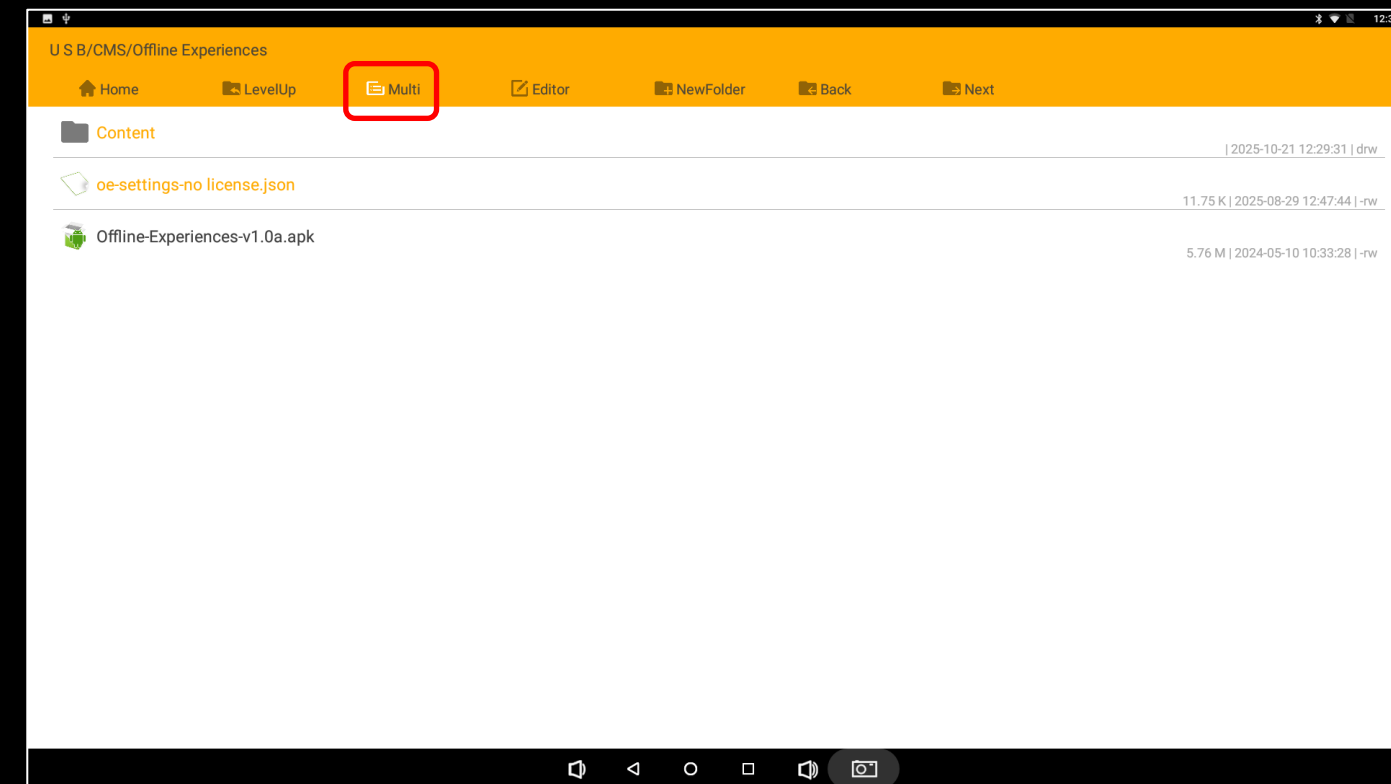 12:3
U S B/CMS/Offline Experiences
Home LevelUp Multi Editor NewFolder Back Next
Content
| 2025-10-21 12:29:31 | drw
oe-settings-no license.json
11.75 K | 2025-08-29 12:47:44 | -rw
Offline-Experiences-v1.0a.apk
5.76 M | 2024-05-10 10:33:28 | -rw